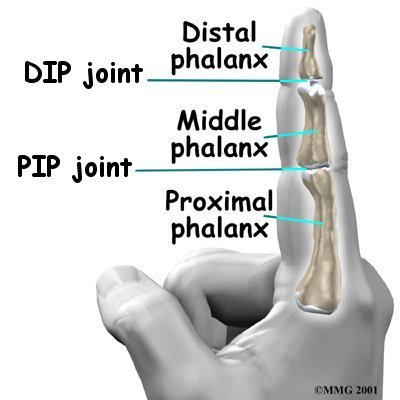 Distal
phalanx
DIP joint
Middle
phalanx
PIP joint
Proximal
phalanx
©MMG 2001